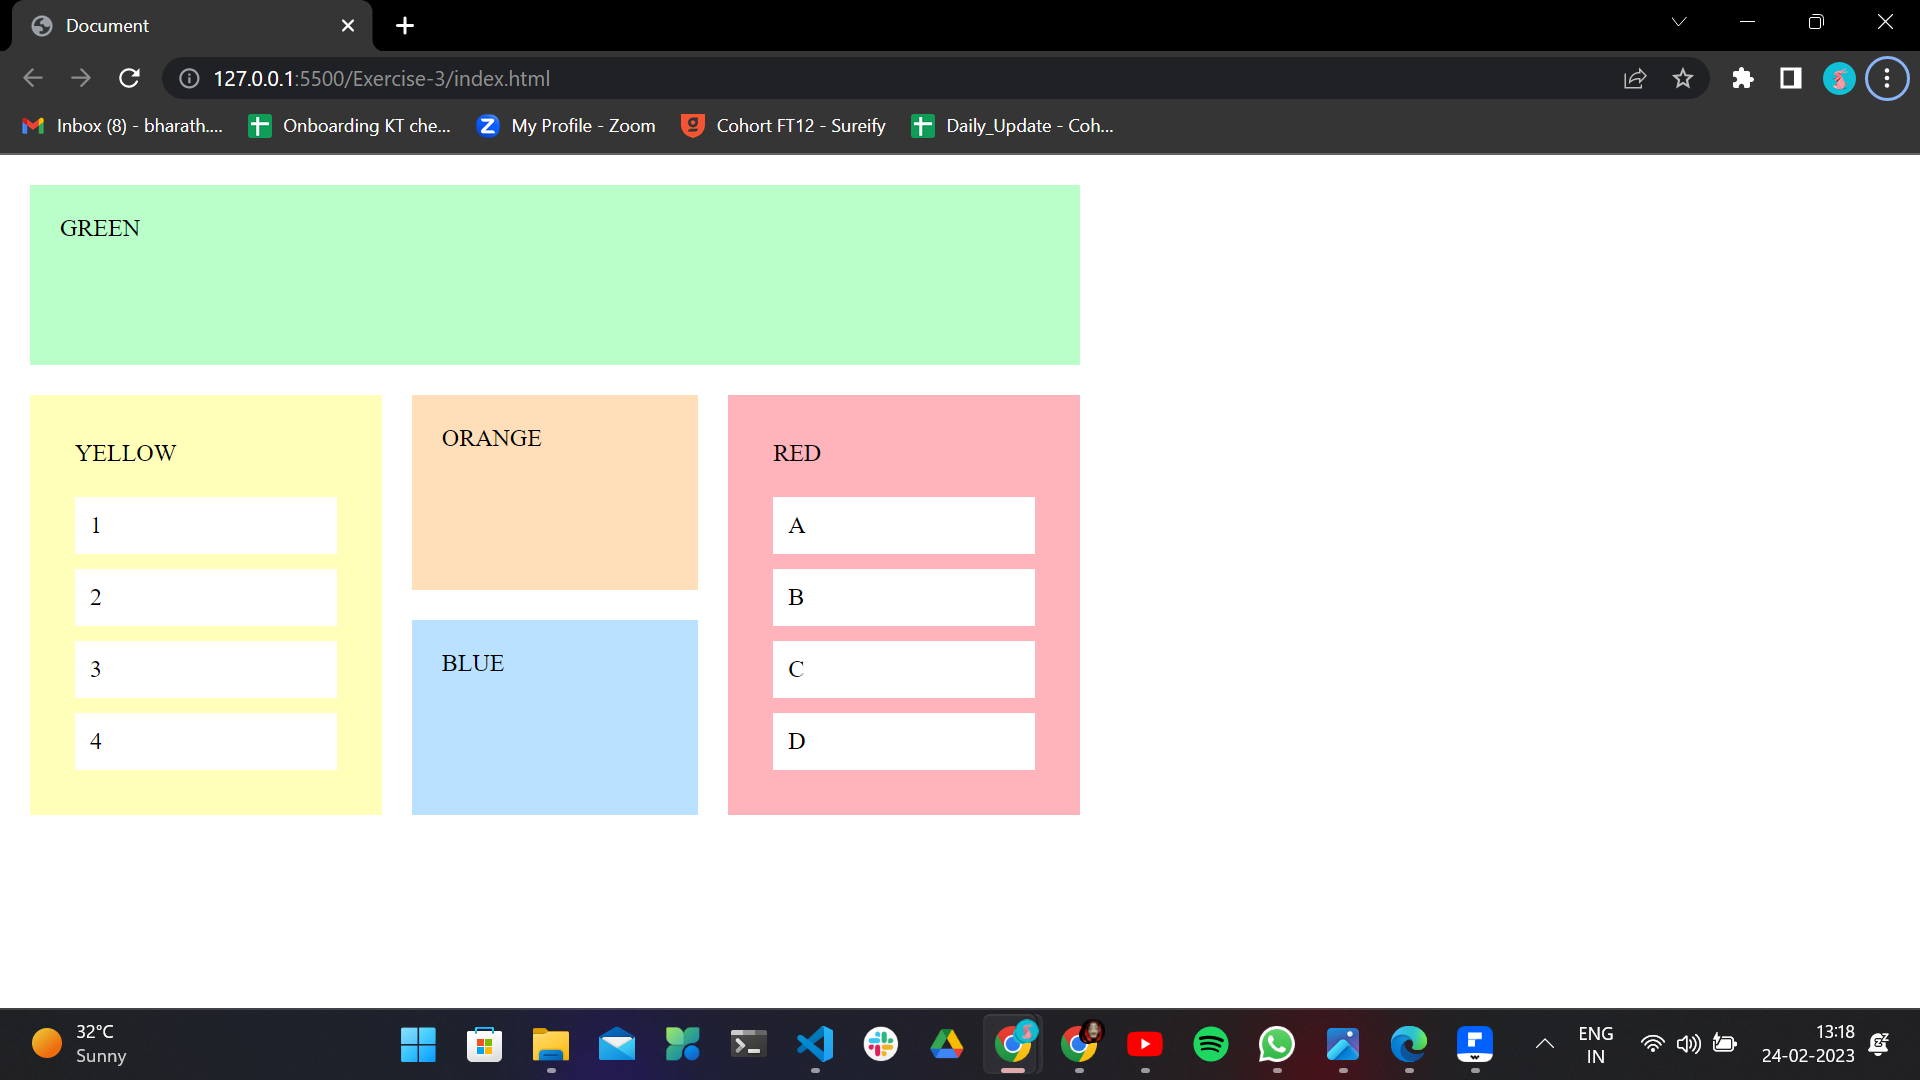 Document
127.0.0.1:5500/Exercise-3/index.html
Inbox (8) - bharath.... Onboarding KT che... My Profile - Zoom Cohort FT12 - Sureify Daily_Update - Coh...
GREEN
YELLOW
1
2
3
4
ORANGE
BLUE
RED
A
B
C
D
32°C
Sunny
ENG
IN
13:18
24-02-2023